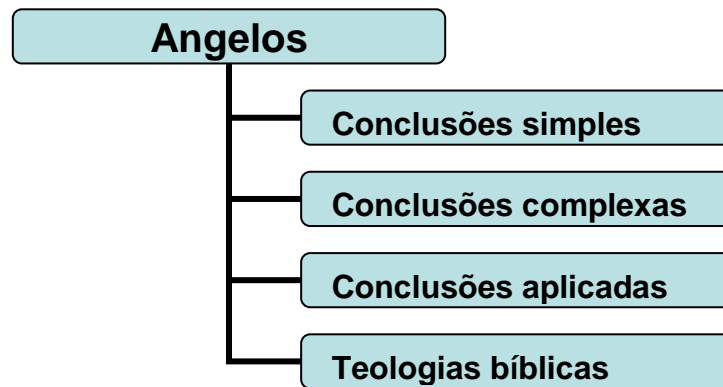 Angelos
Conclusões simples
Conclusões complexas
Conclusões aplicadas
Teologias bíblicas